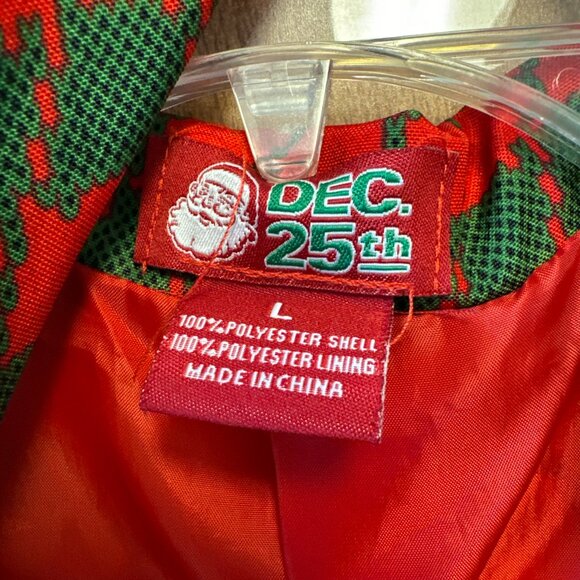 DEC.
25th
L
100% POLYESTER SHELL
100% POLYESTER LINING
MADE IN CHINA